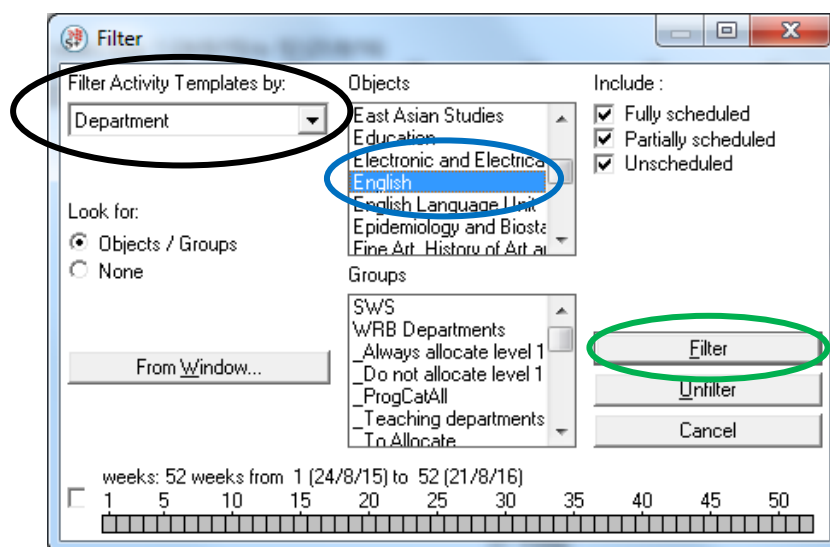 Filter
Filter Activity Templates by:
Department
Look for:
Objects / Groups
None
From Window...
Objects
East Asian Studies
Education
Electronic and Electrica
English
English Language Unit
Epidemiology and Biosta
Fine Art, History of Art a
Groups
SWS
WRB Departments
_Always allocate level 1
_Do not allocate level 1
_ProgCatAll
_Teaching departments
_To Allocate
Include :
Fully scheduled
Partially scheduled
Unscheduled
Filter
Unfilter
Cancel
weeks: 52 weeks from 1 (24/8/15) to 52 (21/8/16)
1 5 10 15 20 25 30 35 40 45 50